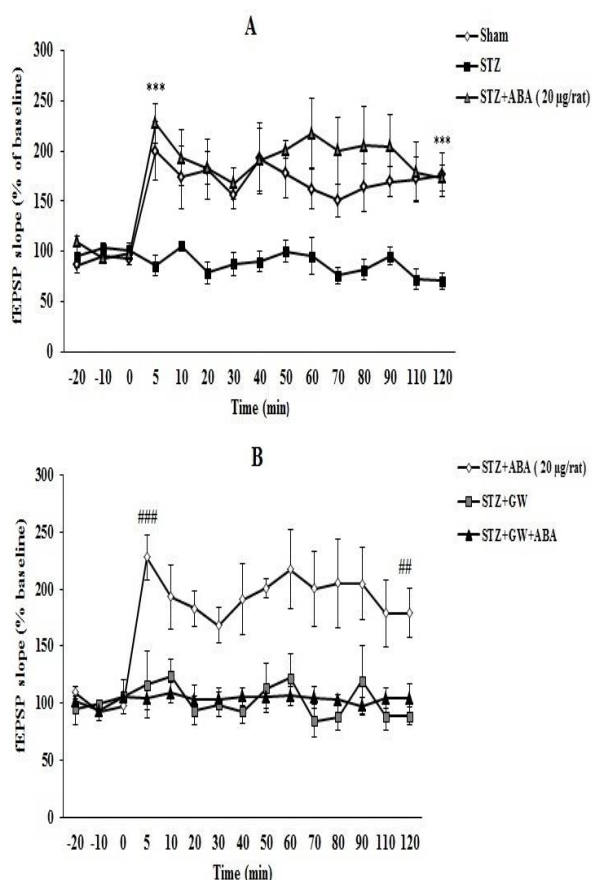 A
Sham
STZ
STZ+ABA ( 20 µg/rat)
fEPSP slope (% of baseline)
300
250
200
150
100
50
0
***
***
-20 -10 0 5 10 20 30 40 50 60 70 80 90 110 120
Time (min)
B
STZ+ABA ( 20 µg/rat)
STZ+GW
STZ+GW+ABA
fEPSP slope (% baseline)
300
250
200
150
100
50
0
###
##
-20 -10 0 5 10 20 30 40 50 60 70 80 90 110 120
Time (min)